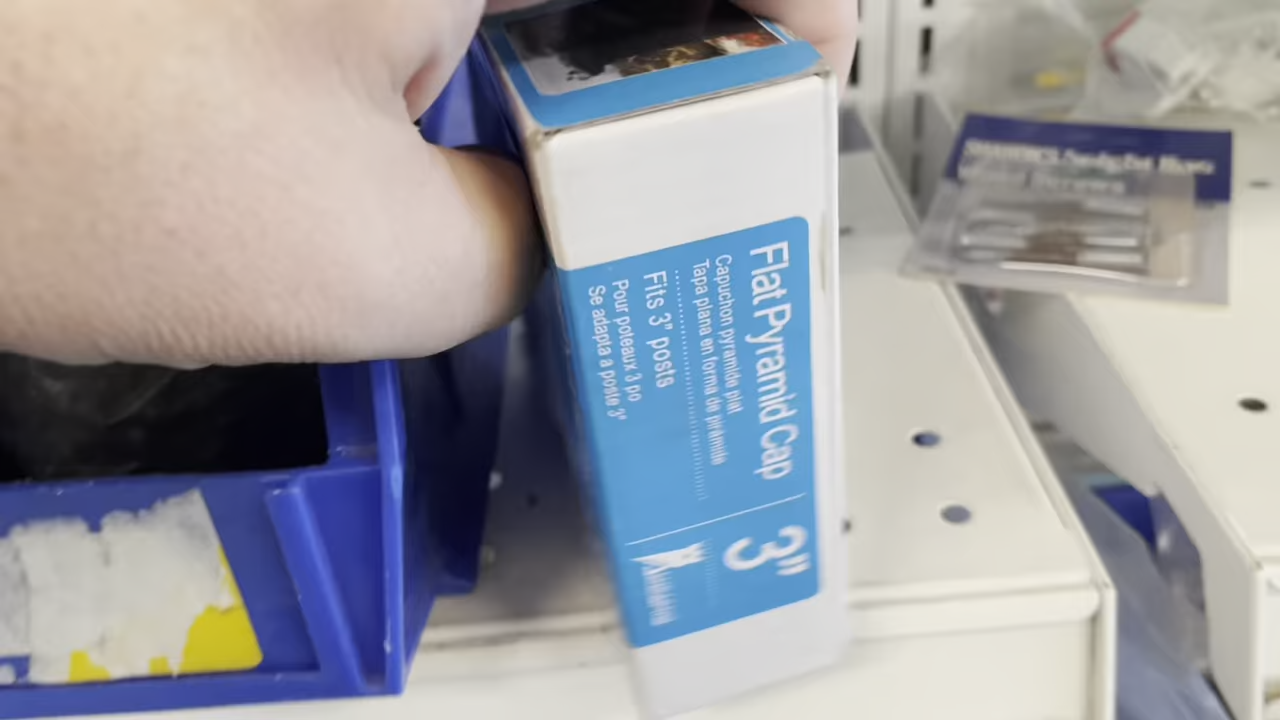 Flat Pyramid Cap
Capuchon pyramide plat
Tapa plana en forma de pirámide
Fits 3" posts
Pour poteaux 3 po
Se adapta a poste 3"
3"